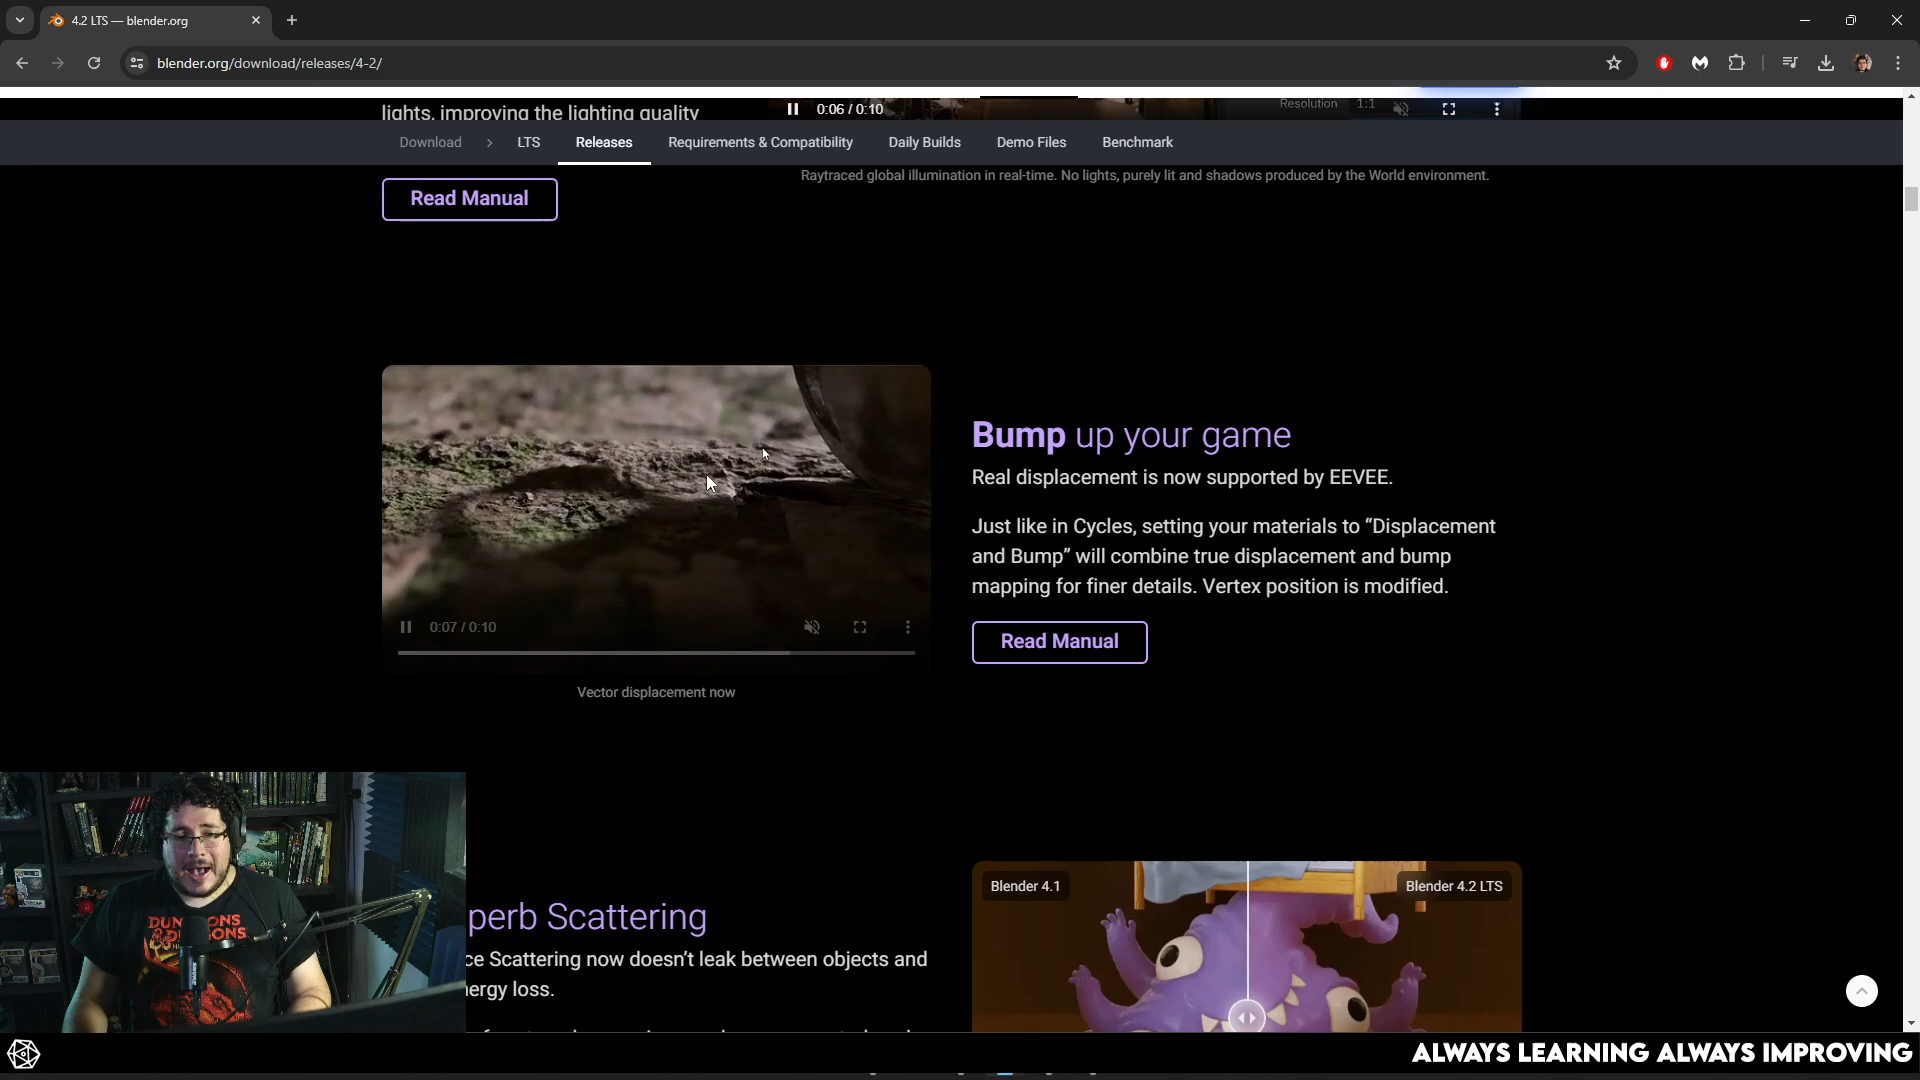 4.2 LTS — blender.org
blender.org/download/releases/4-2/
lights, improving the lighting quality
0:06 / 0:10
Resolution 1:1
Download
LTS
Releases
Requirements & Compatibility
Daily Builds
Demo Files
Benchmark
Raytraced global illumination in real-time. No lights, purely lit and shadows produced by the World environment.
Read Manual
0:07 / 0:10
Vector displacement now
Bump up your game
Real displacement is now supported by EEVEE.
Just like in Cycles, setting your materials to “Displacement
and Bump” will combine true displacement and bump
mapping for finer details. Vertex position is modified.
Read Manual
perb Scattering
ce Scattering now doesn’t leak between objects and
nergy loss.
Blender 4.1
Blender 4.2 LTS
DUNGEONS
DRAGONS
ALWAYS LEARNING ALWAYS IMPROVING